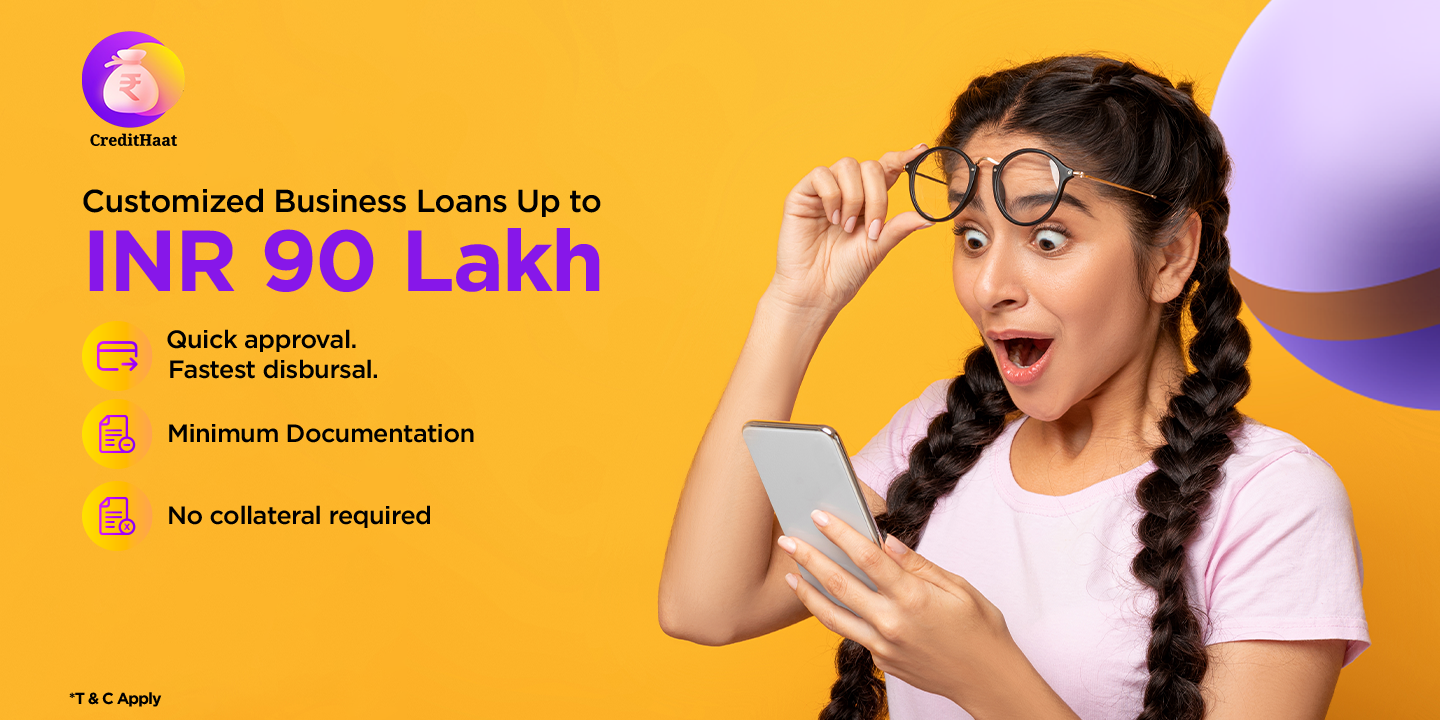 ₹
CreditHaat
Customized Business Loans Up to
INR 90 Lakh
Quick approval.
Fastest disbursal.
Minimum Documentation
No collateral required
*T & C Apply